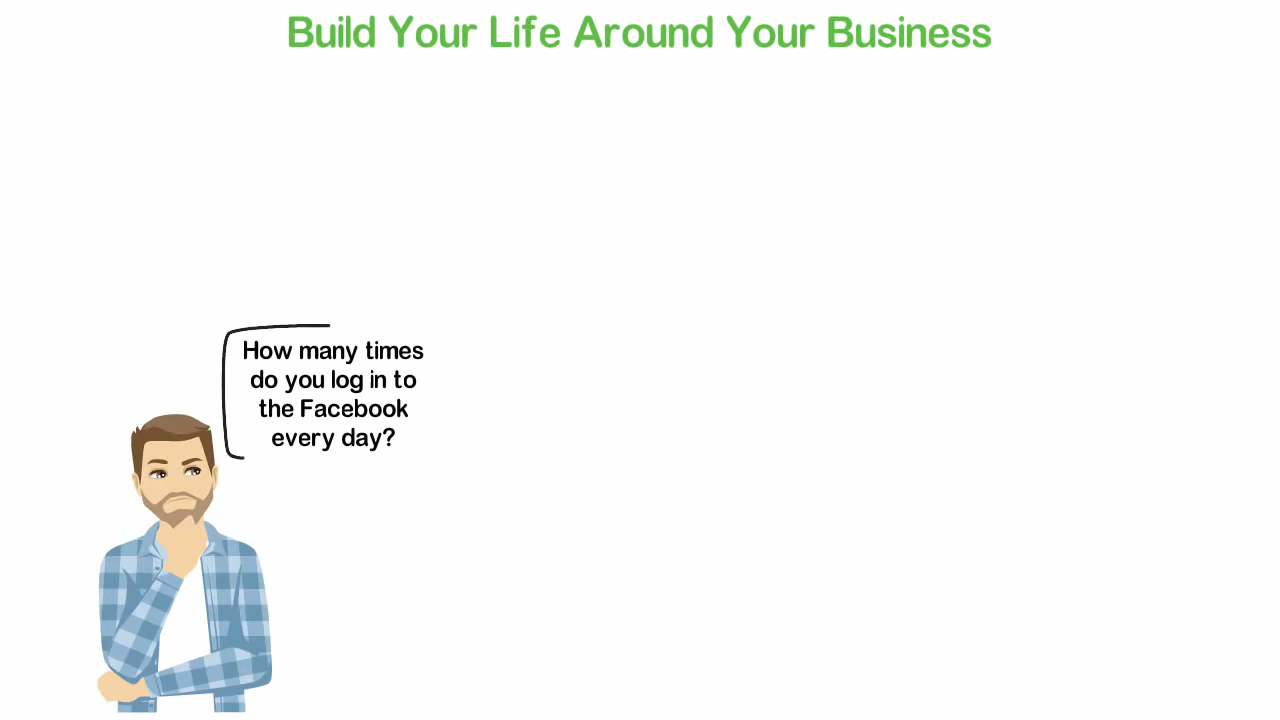 Build Your Life Around Your Business
How many times
do you log in to
the Facebook
every day?